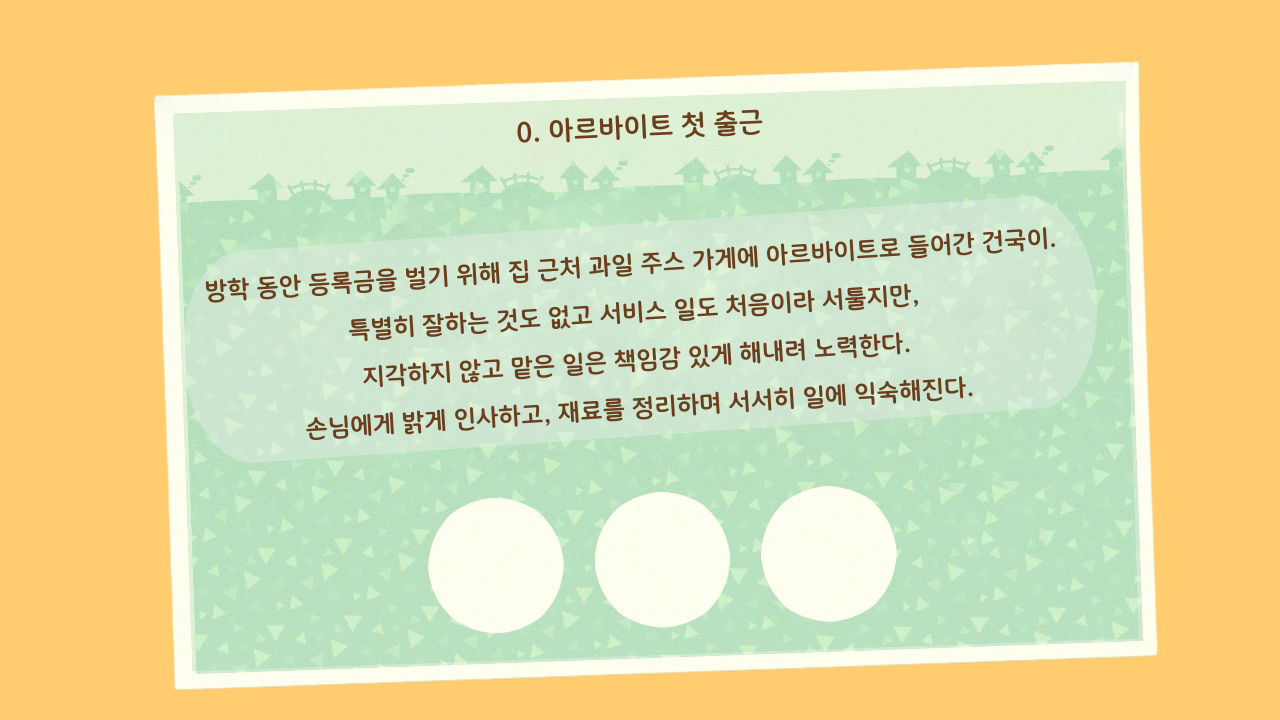 0. 아르바이트 첫 출근
방학 동안 등록금을 벌기 위해 집 근처 과일 주스 가게에 아르바이트로 들어간 건국이.
특별히 잘하는 것도 없고 서비스 일도 처음이라 서툴지만,
지각하지 않고 맡은 일은 책임감 있게 해내려 노력한다.
손님에게 밝게 인사하고, 재료를 정리하며 서서히 일에 익숙해진다.